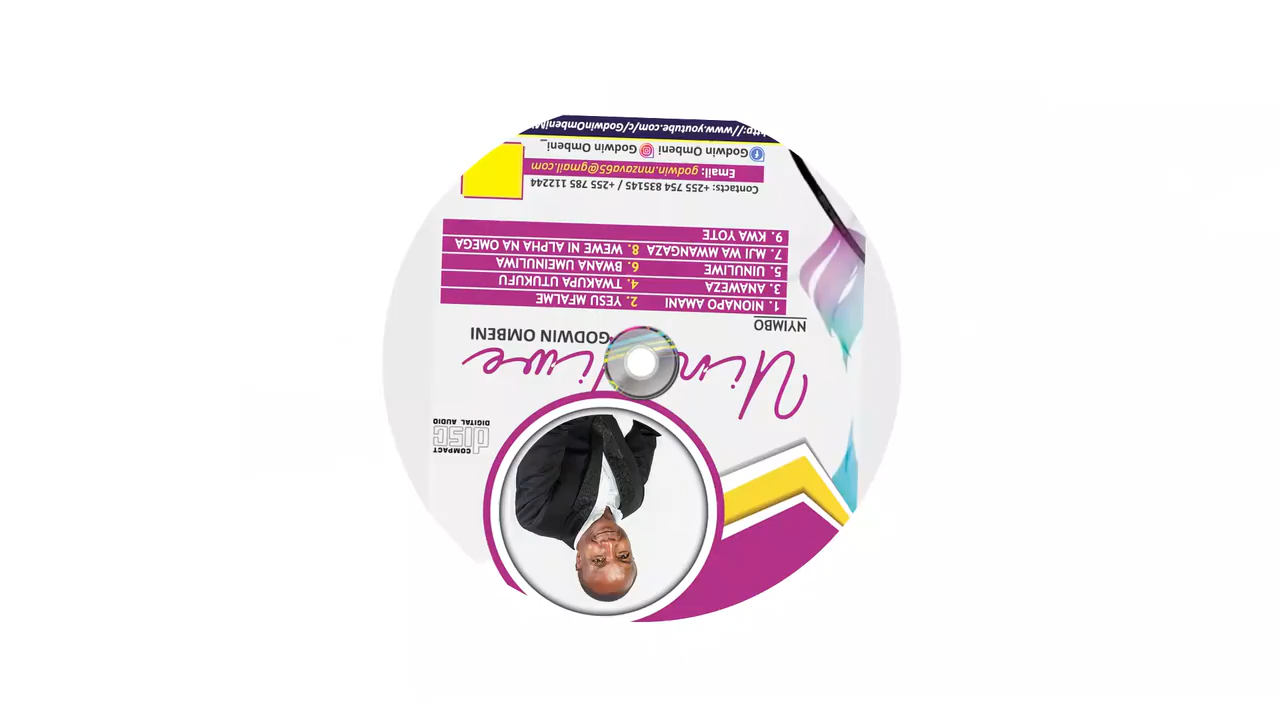 COMPACT
disc
DIGITAL AUDIO
GODWIN OMBENI
NYIMBO
1. NIONAPO AMANI 2. YESU MFALME
3. ANAWEZA 4. TWAKUPA UTUKUFU
5. UINULIWE 6. BWANA UMEINULIWA
7. MJI WA MWANGAZA 8. WEWE NI ALPHA NA OMEGA
9. KWA YOTE
Contacts: +255 754 835145 / +255 785 112244
Email: godwin.mnzava65@gmail.com
Godwin Ombeni Godwin Ombeni_
http://www.youtube.com/c/GodwinOmbeniM